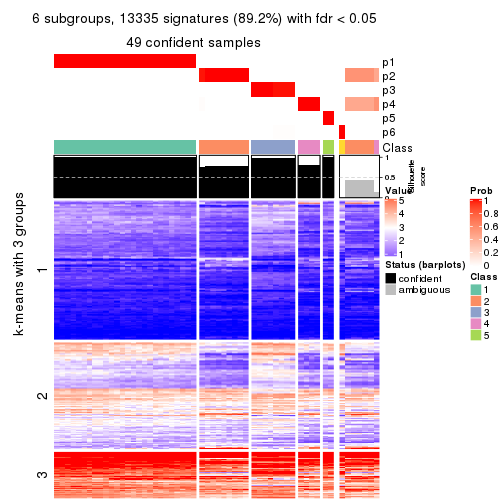 6 subgroups, 13335 signatures (89.2%) with fdr < 0.05
49 confident samples
p1
p2
p3
p4
p5
p6
Class
1
0.5
0
Silhouette
score
k-means with 3 groups
1
2
3
Value
5
4
3
2
1
Status (barplots)
confident
ambiguous
Prob
1
0.8
0.6
0.4
0.2
0
Class
1
2
3
4
5